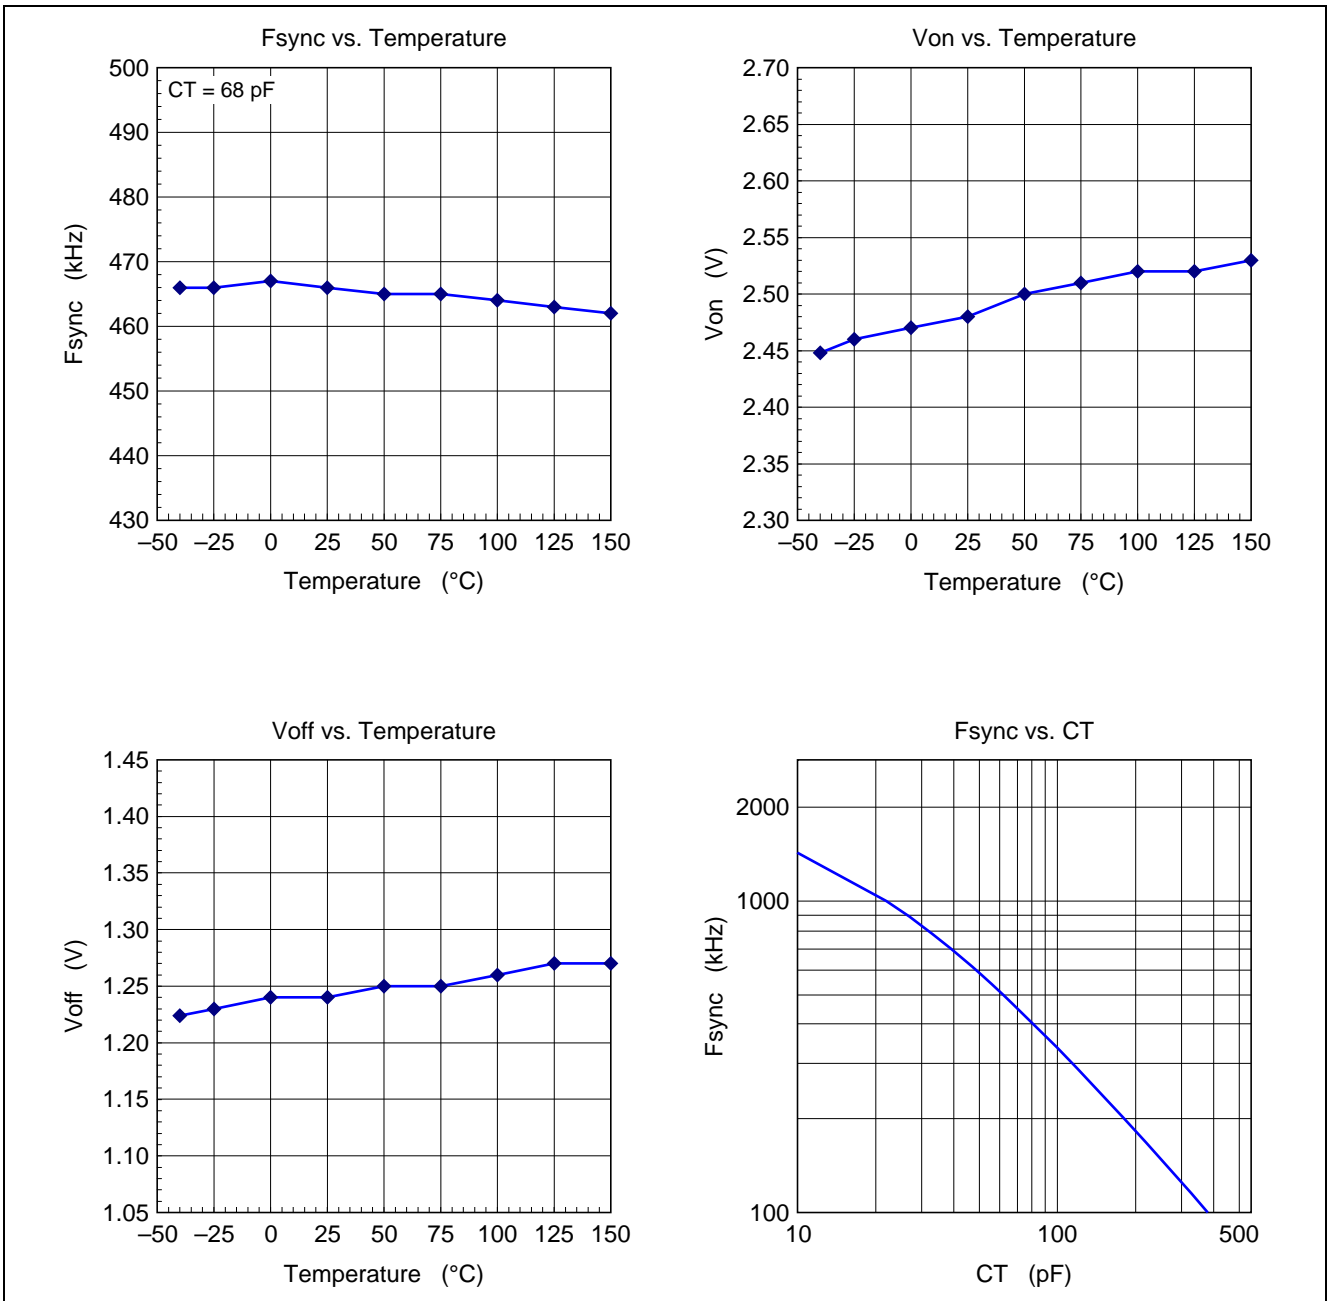 Fsync vs. Temperature
CT = 68 pF
500
490
480
470
460
450
440
430
Fsync (kHz)
–50 –25 0 25 50 75 100 125 150
Temperature (°C)
Von vs. Temperature
2.70
2.65
2.60
2.55
2.50
2.45
2.40
2.35
2.30
Von (V)
–50 –25 0 25 50 75 100 125 150
Temperature (°C)
Voff vs. Temperature
1.45
1.40
1.35
1.30
1.25
1.20
1.15
1.10
1.05
Voff (V)
–50 –25 0 25 50 75 100 125 150
Temperature (°C)
Fsync vs. CT
2000
1000
100
Fsync (kHz)
10 100 500
CT (pF)